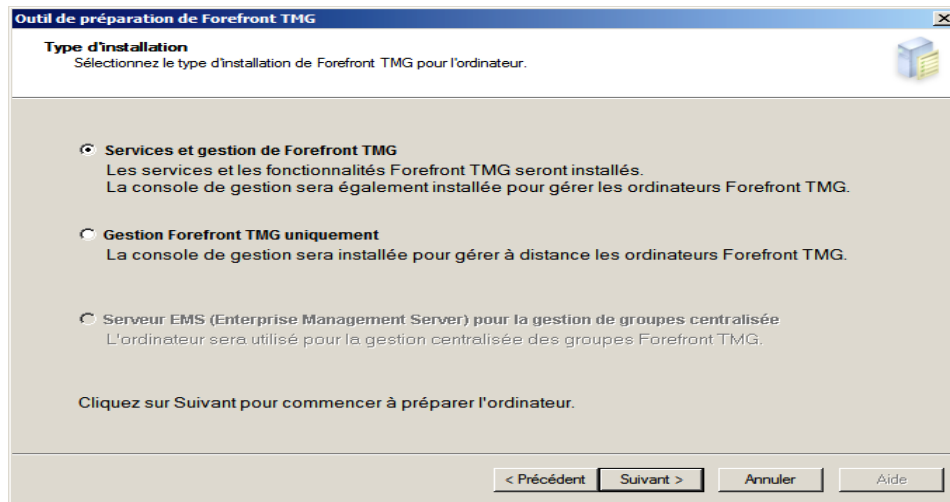 Outil de préparation de Forefront TMG
Type d'installation
Sélectionnez le type d'installation de Forefront TMG pour l'ordinateur.
Services et gestion de Forefront TMG
Les services et les fonctionnalités Forefront TMG seront installés.
La console de gestion sera également installée pour gérer les ordinateurs Forefront TMG.
Gestion Forefront TMG uniquement
La console de gestion sera installée pour gérer à distance les ordinateurs Forefront TMG.
Serveur EMS (Enterprise Management Server) pour la gestion de groupes centralisée
L'ordinateur sera utilisé pour la gestion centralisée des groupes Forefront TMG.
Cliquez sur Suivant pour commencer à préparer l'ordinateur.
< Précédent Suivant > Annuler Aide